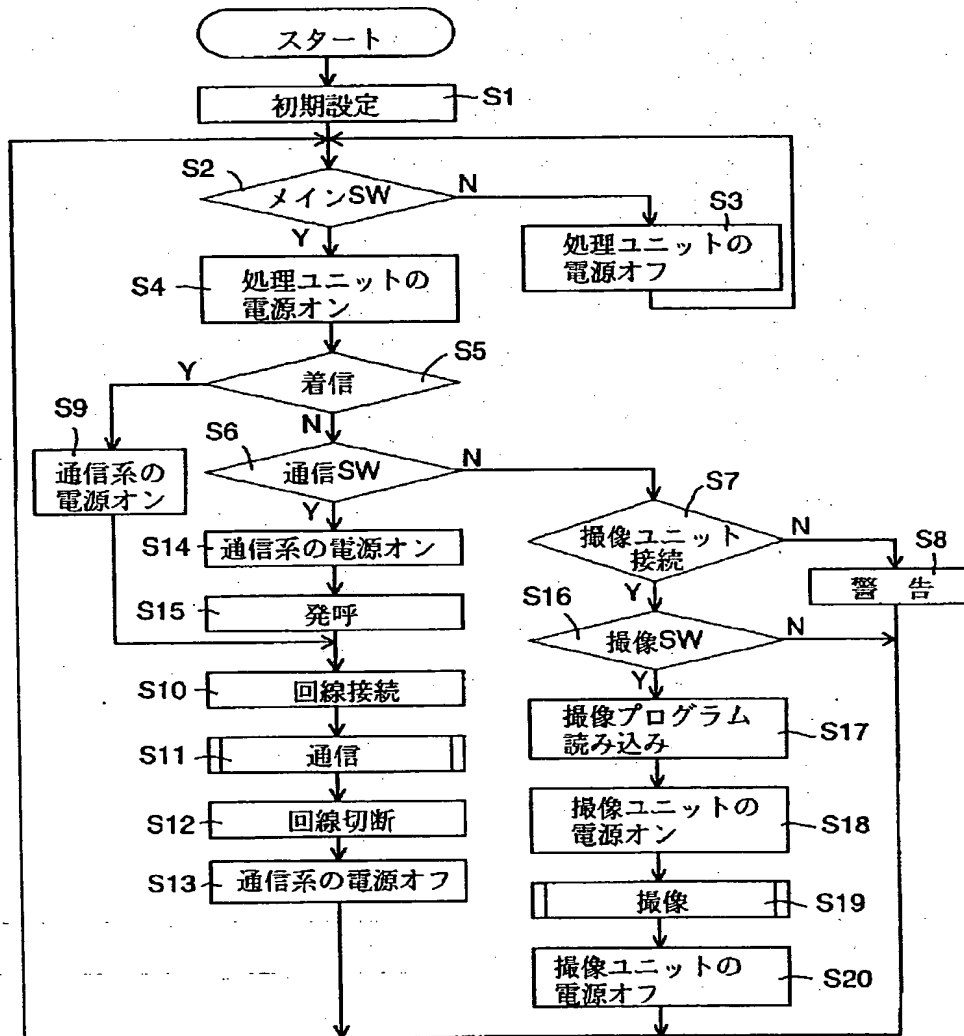 スタート
初期設定
S1
S2
メインSW
N
Y
S3
処理ユニットの
電源オフ
S4
処理ユニットの
電源オン
S5
着信
Y
N
S9
通信系の
電源オン
S6
通信SW
N
Y
S7
撮像ユニット
接続
N
Y
S8
警 告
S14
通信系の電源オン
S15
発呼
S16
撮像SW
N
Y
S10
回線接続
S17
撮像プログラム
読み込み
S11
通信
S12
回線切断
S18
撮像ユニットの
電源オン
S13
通信系の電源オフ
S19
撮像
S20
撮像ユニットの
電源オフ